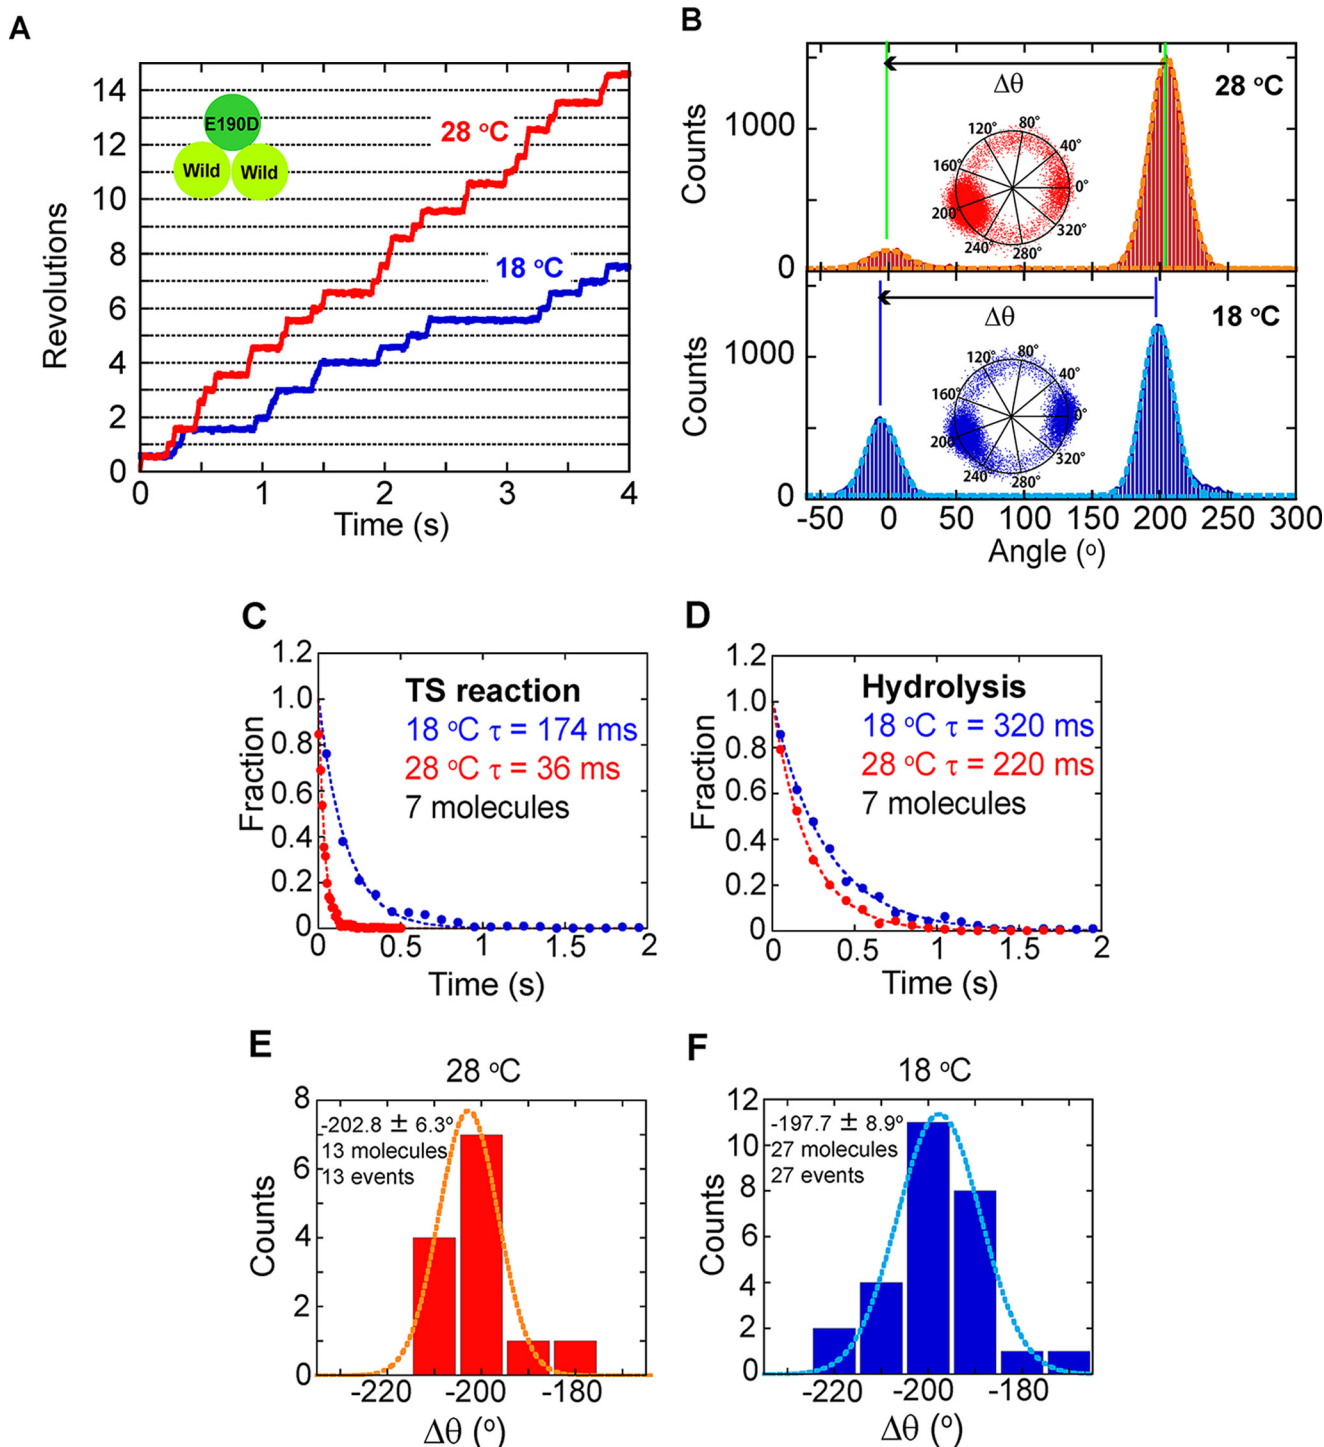 A
14
12
10
8
6
4
2
0
Revolutions
E190D
Wild
Wild
28 °C
18 °C
0
1
2
3
4
Time (s)
B
28 °C
Δθ
1000
0
Counts
120°
80°
40°
160°
0°
200
240°
280°
320°
18 °C
Δθ
1000
0
Counts
120°
80°
40°
160°
0°
200
240°
280°
320°
-50
0
50
100
150
200
250
300
Angle (°)
C
1.2
1.0
0.8
0.6
0.4
0.2
0
Fraction
TS reaction
18 °C τ = 174 ms
28 °C τ = 36 ms
7 molecules
0
0.5
1
1.5
2
Time (s)
D
1.2
1.0
0.8
0.6
0.4
0.2
0
Fraction
Hydrolysis
18 °C τ = 320 ms
28 °C τ = 220 ms
7 molecules
0
0.5
1
1.5
2
Time (s)
E
28 °C
8
6
4
2
0
Counts
-202.8 ± 6.3°
13 molecules
13 events
-220
-200
-180
Δθ (°)
F
18 °C
12
10
8
6
4
2
0
Counts
-197.7 ± 8.9°
27 molecules
27 events
-220
-200
-180
Δθ (°)